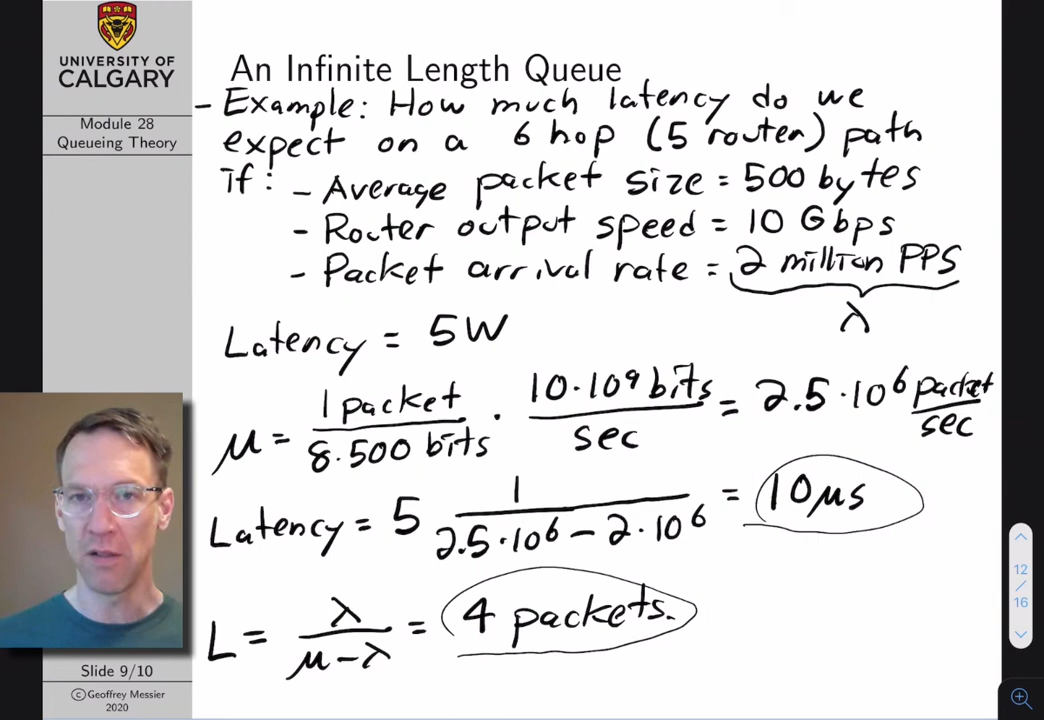 UNIVERSITY OF
CALGARY
Module 28
Queueing Theory
An Infinite Length Queue
- Example: How much latency do we
expect on a 6 hop (5 router) path
if: - Average packet size = 500 bytes
- Router output speed = 10 Gbps
- Packet arrival rate = 2 million PPS
λ
Latency = 5W
μ = 1 packet / 8·500 bits · 10·10⁹ bits / sec = 2.5·10⁶ packet / sec
Latency = 5 1 / 2.5·10⁶ - 2·10⁶ = 10μs
L = λ / μ-λ = 4 packets.
Slide 9/10
©Geoffrey Messier
2020
12
/
16